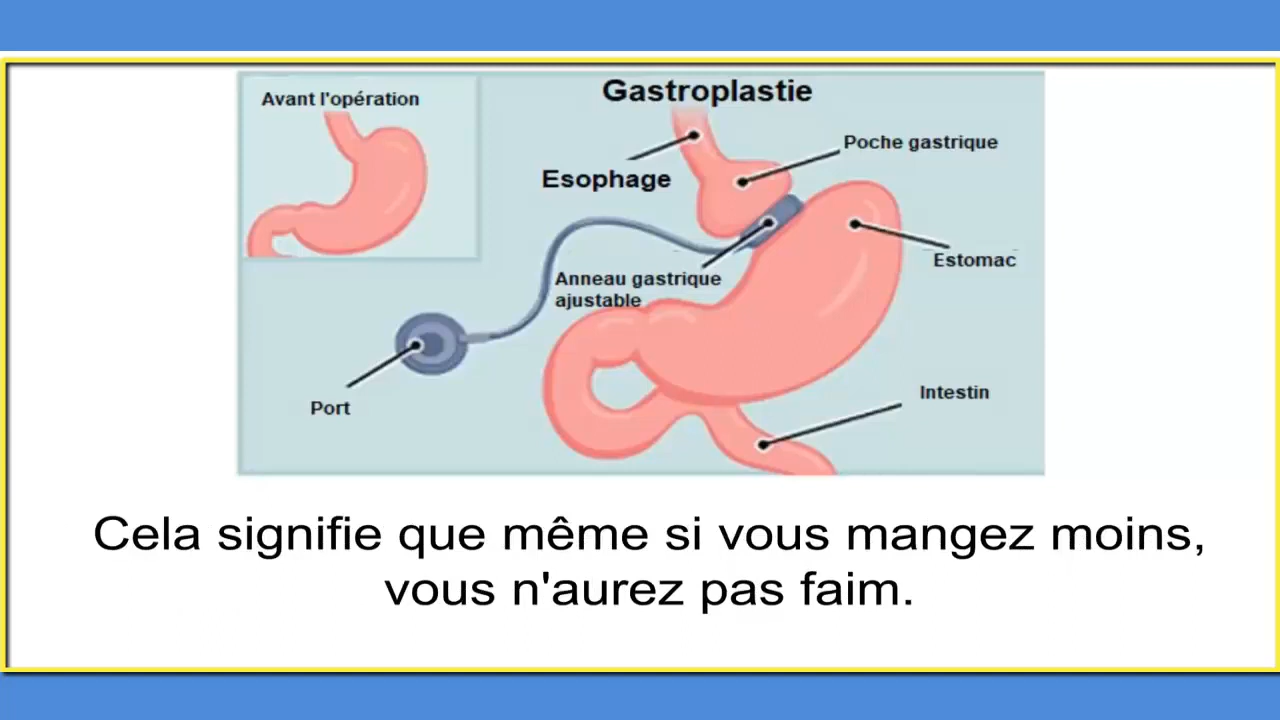 Gastroplastie
Avant l'opération
Poche gastrique
Esophage
Estomac
Anneau gastrique
ajustable
Intestin
Port
Cela signifie que même si vous mangez moins,
vous n'aurez pas faim.